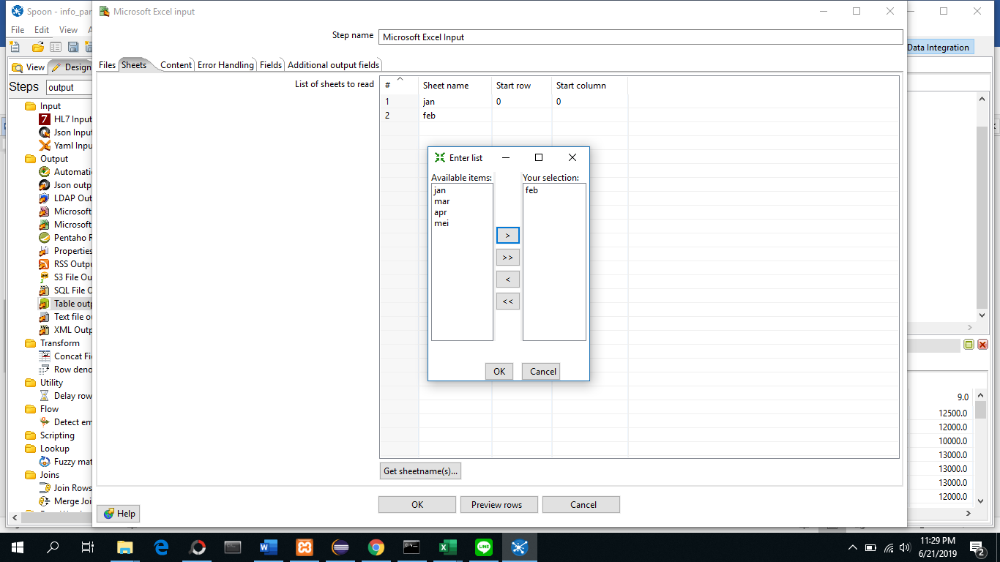 Spoon - info_par
File Edit View A
View Design
Steps output
Input
HL7 Input
Json Input
Yaml Inpu
Output
Automatic
Json outp
LDAP Out
Microsoft
Microsoft
Pentaho R
Properties
RSS Outpu
S3 File Ou
SQL File O
Table outp
Text file o
XML Outp
Transform
Concat Fi
Row deno
Utility
Delay row
Flow
Detect em
Scripting
Lookup
Fuzzy mat
Joins
Join Rows
Merge Joi
Microsoft Excel input
Step name Microsoft Excel Input
Files Sheets Content Error Handling Fields Additional output fields
List of sheets to read
# Sheet name Start row Start column
1 jan 0 0
2 feb
Enter list
Available items: Your selection:
jan
mar
apr
mei
feb
>
>>
<
<<
OK Cancel
Get sheetname(s)...
OK Preview rows Cancel
Help
Data Integration
9.0
12500.0
12000.0
10000.0
13000.0
13000.0
13000.0
12000.0
11:29 PM
6/21/2019
2